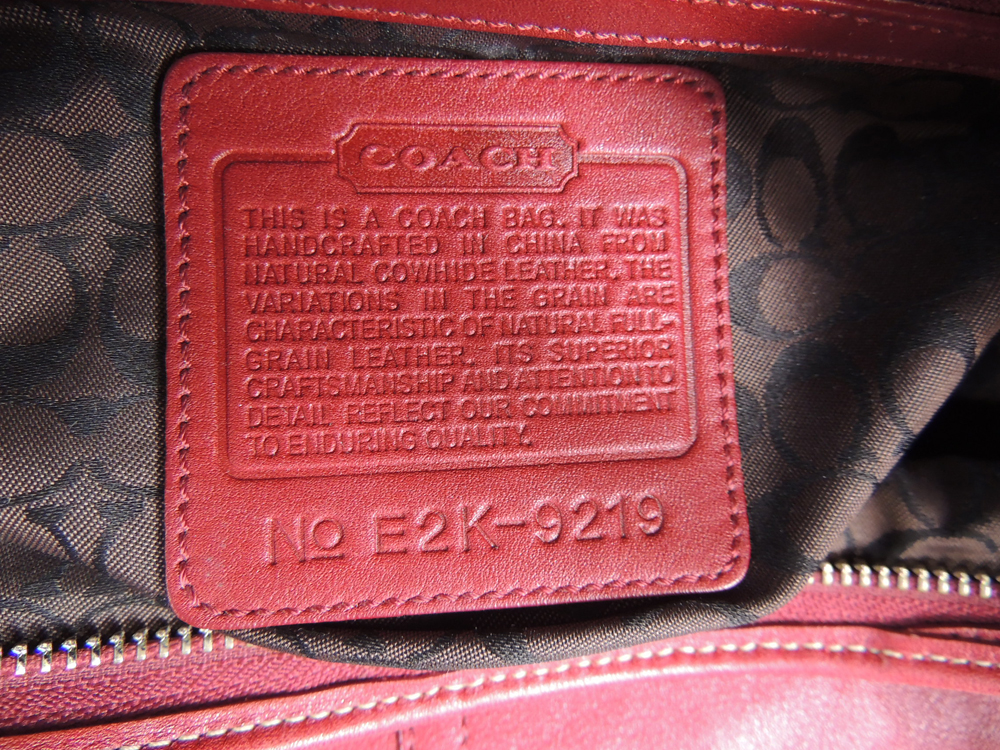 COACH
THIS IS A COACH BAG. IT WAS
HANDCRAFTED IN CHINA FROM
NATURAL COWHIDE LEATHER. THE
VARIATIONS IN THE GRAIN ARE
CHARACTERISTIC OF NATURAL FULL-
GRAIN LEATHER. ITS SUPERIOR
CRAFTSMANSHIP AND ATTENTION TO
DETAIL REFLECT OUR COMMITMENT
TO ENDURING QUALITY.
No E2K-9219